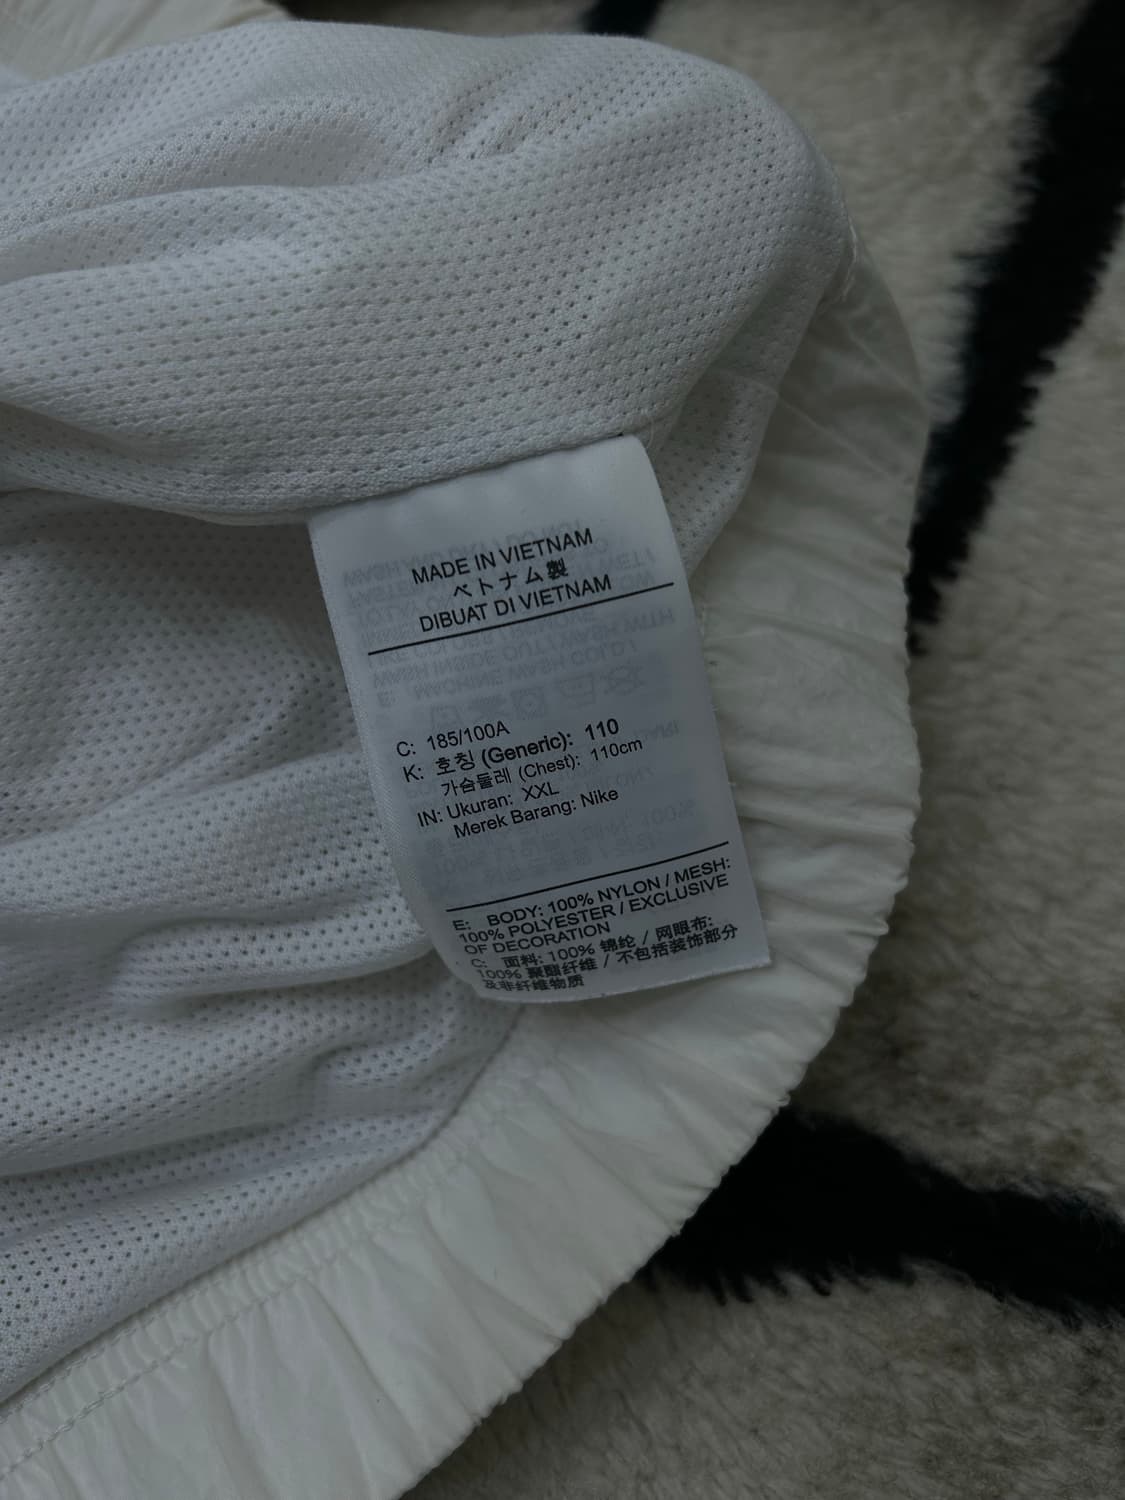 MADE IN VIETNAM
ベトナム製
DIBUAT DI VIETNAM
C: 185/100A
K: 호칭 (Generic): 110
가슴둘레 (Chest): 110cm
IN: Ukuran: XXL
Merek Barang: Nike
E: BODY: 100% NYLON / MESH:
100% POLYESTER / EXCLUSIVE
OF DECORATION
C: 面料: 100% 锦纶 / 网眼布:
100% 聚酯纤维 / 不包括装饰部分
及非纤维物质